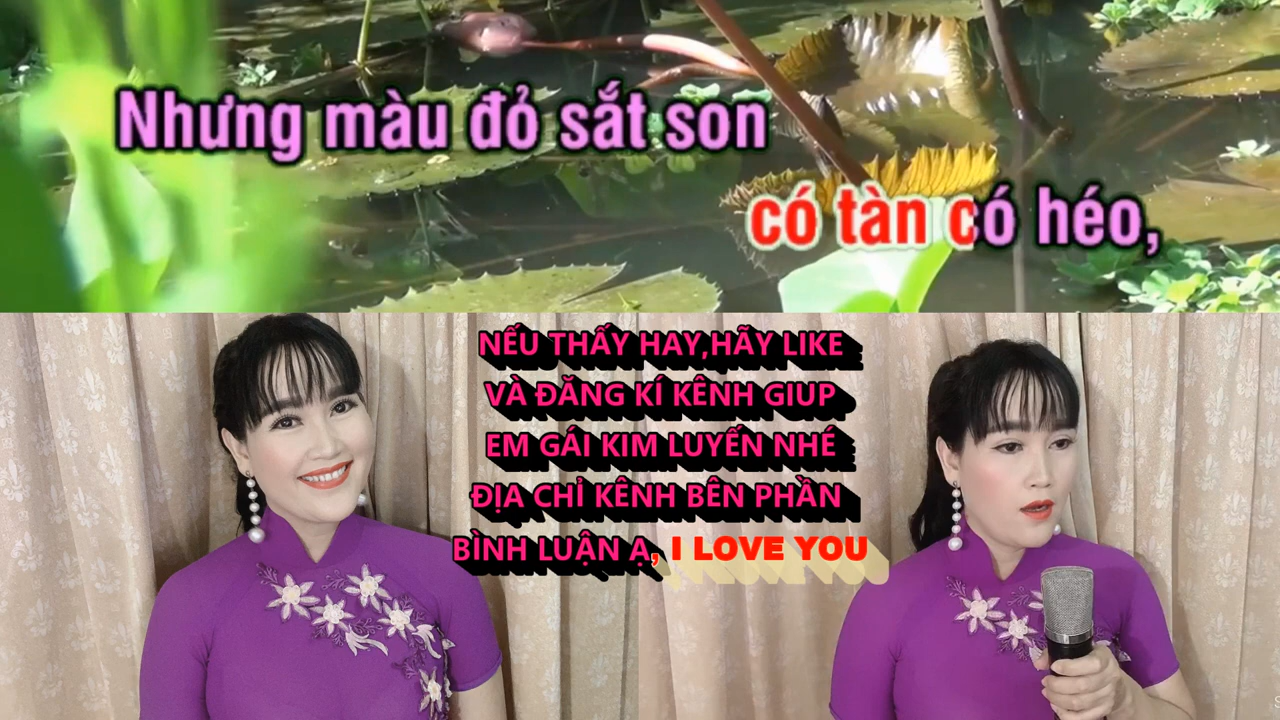 Nhưng màu đỏ sắt son
có tàn có héo,
NẾU THẤY HAY,HÃY LIKE
VÀ ĐĂNG KÍ KÊNH GIUP
EM GÁI KIM LUYẾN NHÉ
ĐỊA CHỈ KÊNH BÊN PHẦN
BÌNH LUẬN Ạ, I LOVE YOU